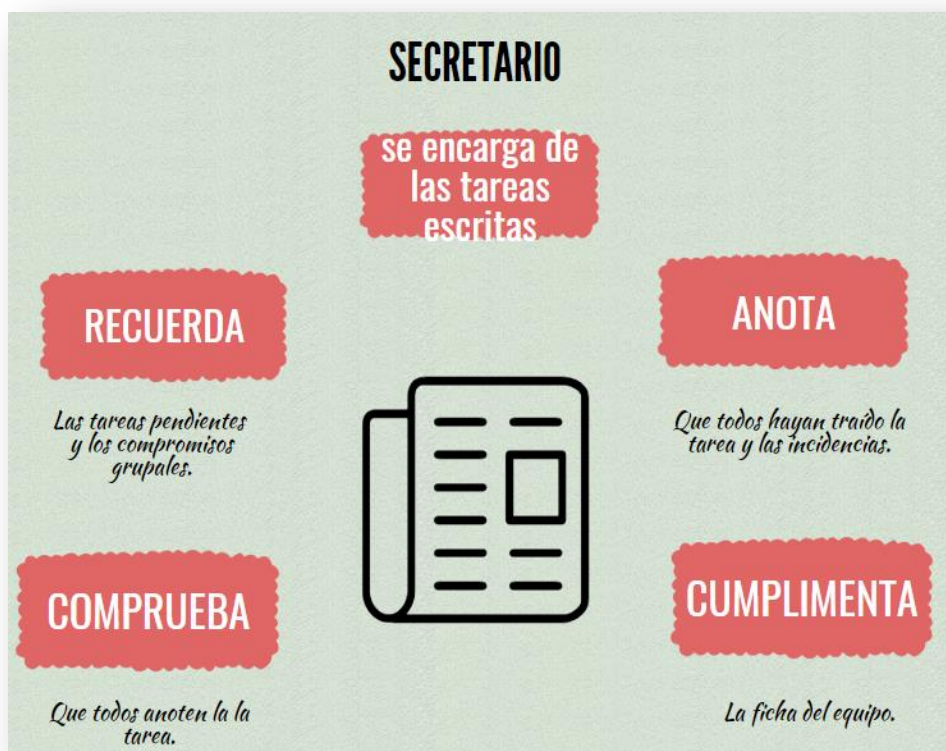 SECRETARIO
se encarga de
las tareas
escritas
RECUERDA
Las tareas pendientes
y los compromisos
grupales.
ANOTA
Que todos hayan traído la
tarea y las incidencias.
COMPRUEBA
Que todos anoten la la
tarea.
CUMPLIMENTA
La ficha del equipo.